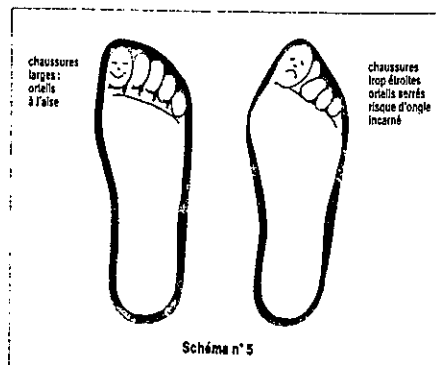 chaussures
larges :
orteils
à l'aise
chaussures
trop étroites
orteils serrés
risque d'ongle
incarné
Schéma n° 5